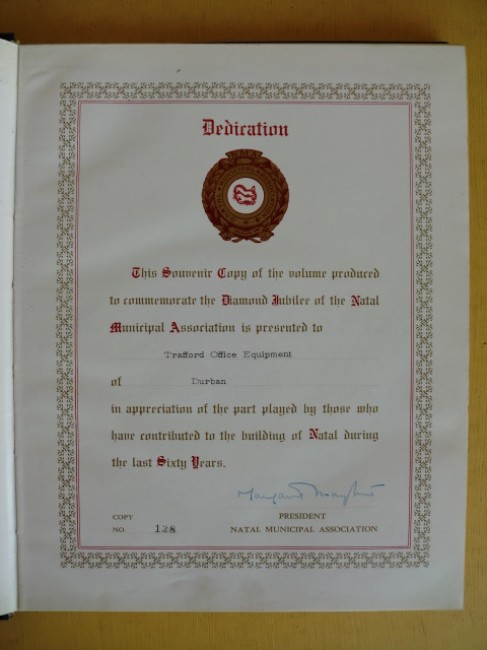 Dedication
This Souvenir Copy of the volume produced
to commemorate the Diamond Jubilee of the Natal
Municipal Association is presented to
Trafford Office Equipment
of Durban
in appreciation of the part played by those who
have contributed to the building of Natal during
the last Sixty Years.
COPY
NO. 128
PRESIDENT
NATAL MUNICIPAL ASSOCIATION